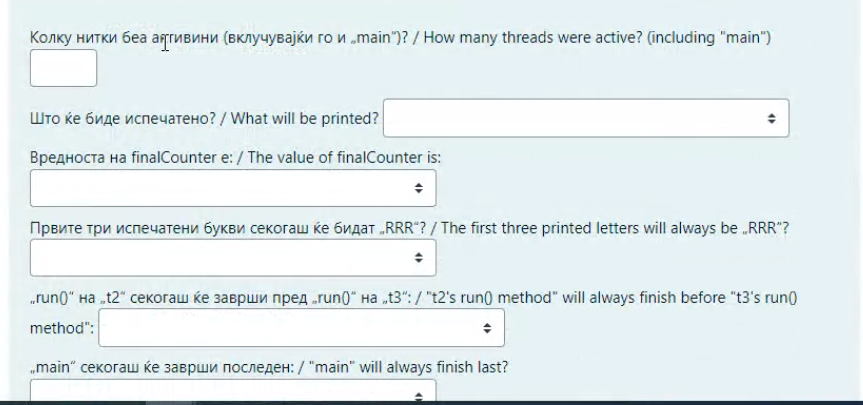 Колку нитки беа активини (вклучувајќи го и „main“)? / How many threads were active? (including "main")
Што ќе биде испечатено? / What will be printed?
Вредноста на finalCounter е: / The value of finalCounter is:
Првите три испечатени букви секогаш ќе бидат „RRR“? / The first three printed letters will always be „RRR“?
„run()“ на „t2“ секогаш ќе заврши пред „run()“ на „t3“: / "t2's run() method" will always finish before "t3's run()
method":
„main“ секогаш ќе заврши последен: / "main" will always finish last?